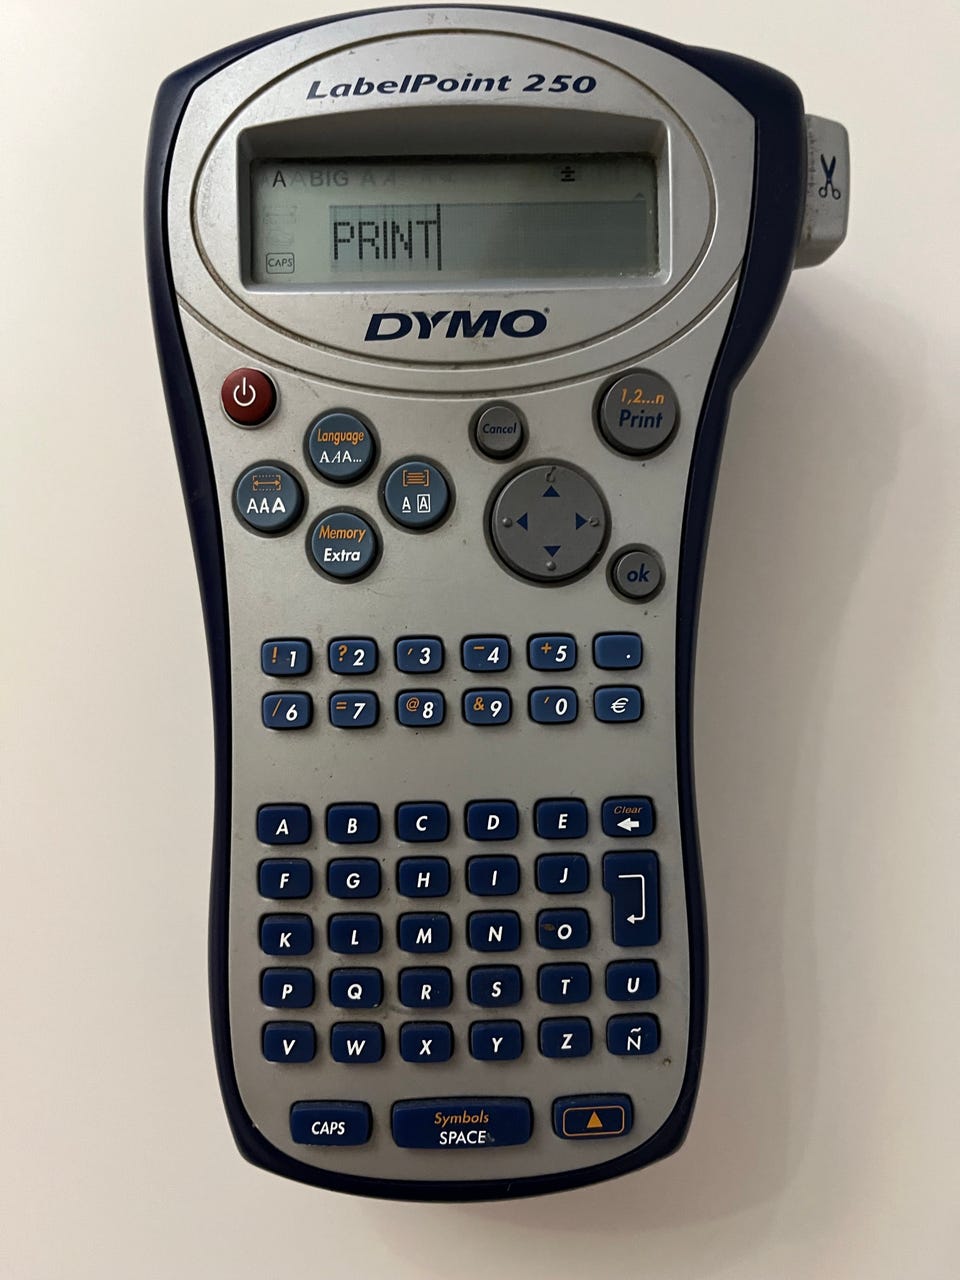 LabelPoint 250
A AABIG A A
PRINT
CAPS
DYMO
1,2...n
Print
Cancel
Language
AAA...
AAA
A A
Memory
Extra
ok
! 1 ? 2 ′ 3 - 4 + 5 .
/ 6 = 7 @ 8 & 9 ′ 0 €
A B C D E Clear
F G H I J
K L M N O
P Q R S T U
V W X Y Z Ñ
CAPS Symbols
SPACE